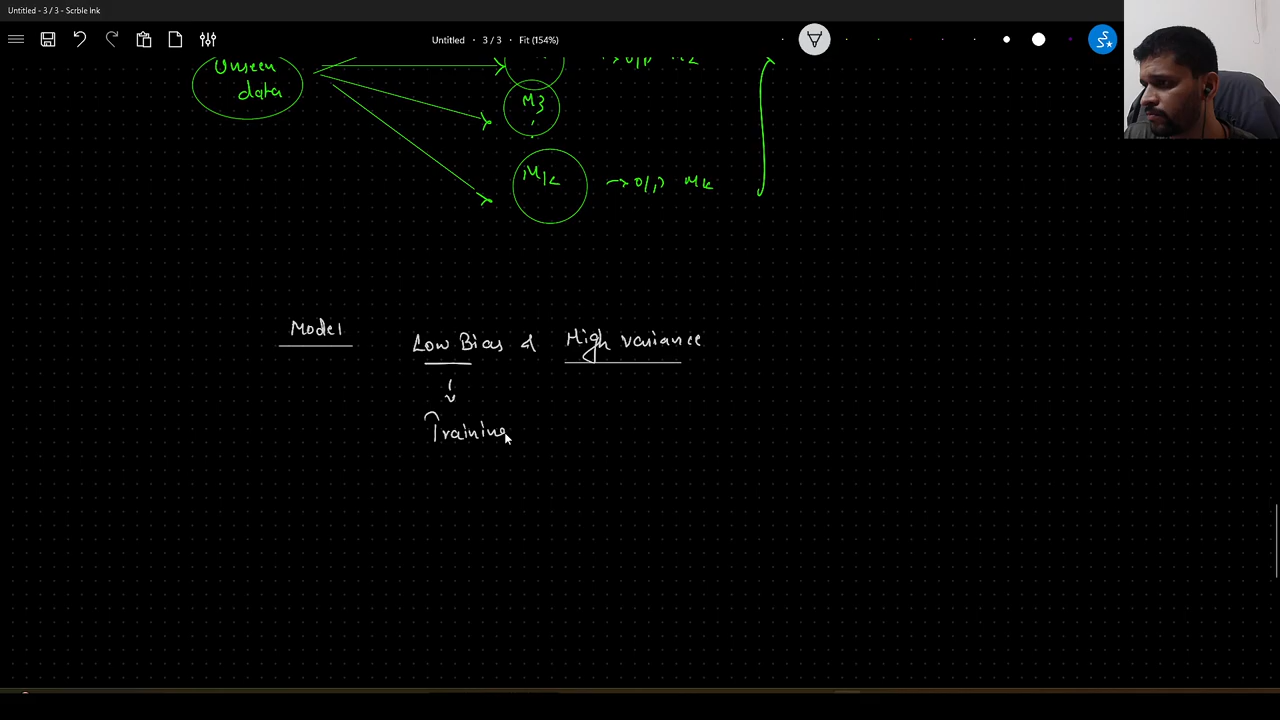 Untitled - 3 / 3 - Scrble Ink
Untitled • 3 / 3 • Fit (154%)
Unseen
data
M3
MK
→ O/P MK
Model
Low Bias & High variance
Training